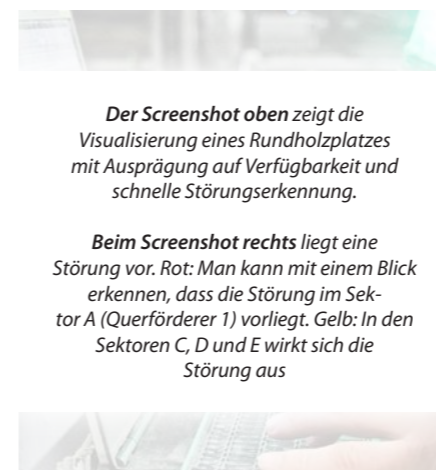 Der Screenshot oben zeigt die
Visualisierung eines Rundholzplatzes
mit Ausprägung auf Verfügbarkeit und
schnelle Störungserkennung.
Beim Screenshot rechts liegt eine
Störung vor. Rot: Man kann mit einem Blick
erkennen, dass die Störung im Sek-
tor A (Querförderer 1) vorliegt. Gelb: In den
Sektoren C, D und E wirkt sich die
Störung aus